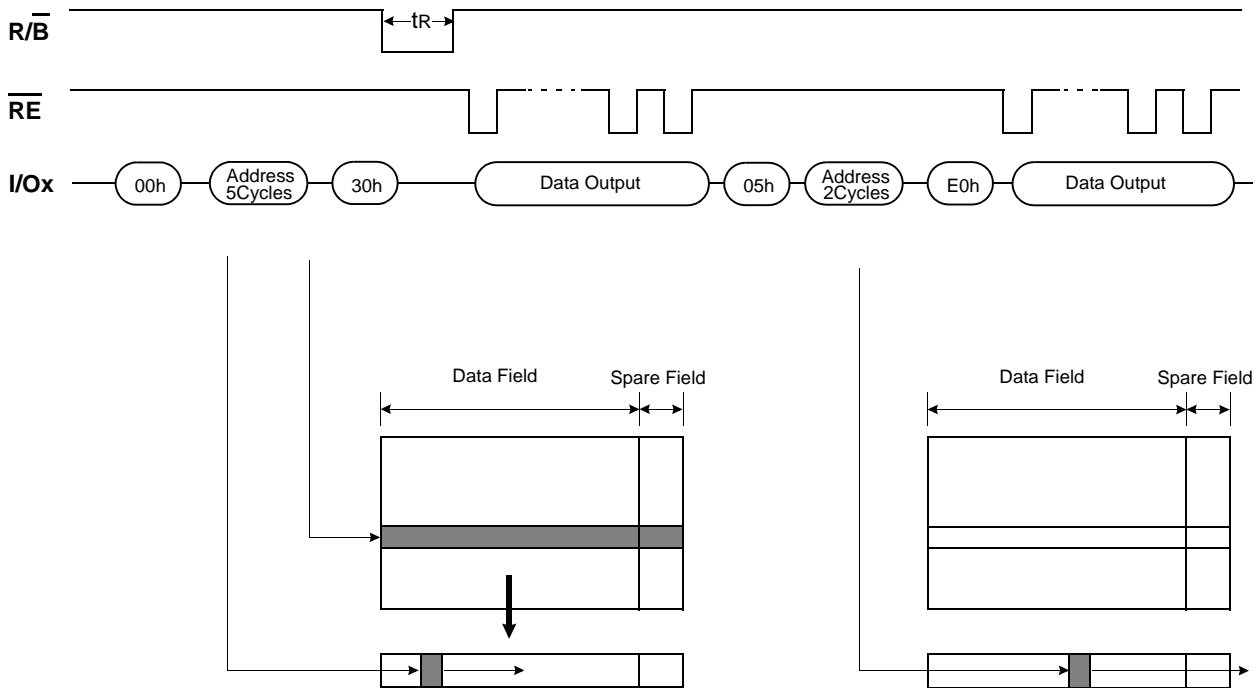 R/B̅
tR
R̅E̅
I/Ox
00h
Address
5Cycles
30h
Data Output
05h
Address
2Cycles
E0h
Data Output
Data Field
Spare Field
Data Field
Spare Field